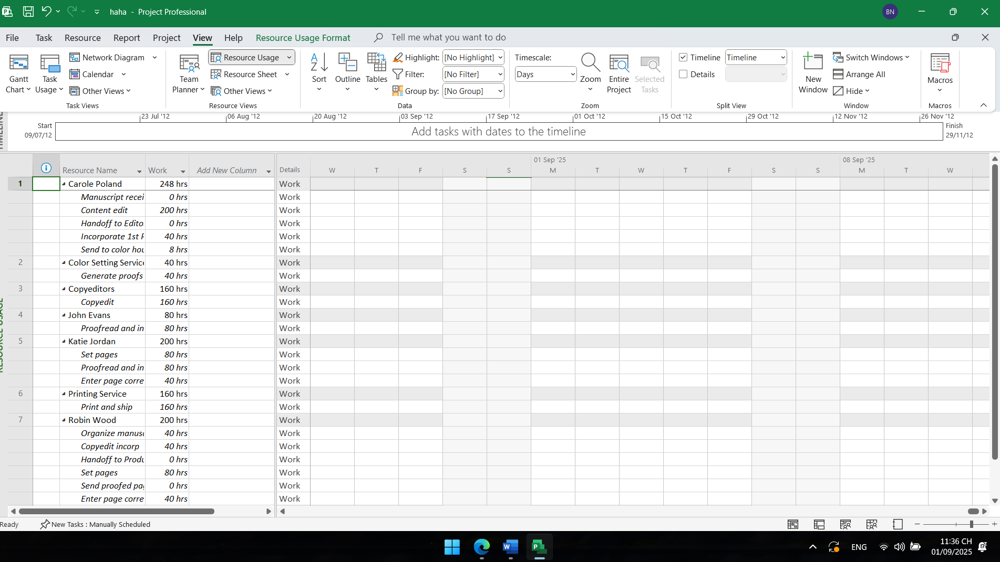 haha - Project Professional
BN
File Task Resource Report Project View Help Resource Usage Format Tell me what you want to do
Gantt Chart
Task Usage
Network Diagram
Calendar
Other Views
Task Views
Team Planner
Resource Usage
Resource Sheet
Other Views
Resource Views
Sort
Outline
Tables
Highlight: [No Highlight]
Filter: [No Filter]
Group by: [No Group]
Data
Timescale:
Days
Zoom
Entire Project
Selected Tasks
Zoom
Timeline Timeline
Details
Split View
New Window
Switch Windows
Arrange All
Hide
Window
Macros
Macros
TIMELINE
23 Jul '12 06 Aug '12 20 Aug '12 03 Sep '12 17 Sep '12 01 Oct '12 15 Oct '12 29 Oct '12 12 Nov '12 26 Nov '12
Start
09/07/12
Add tasks with dates to the timeline
Finish
29/11/12
RESOURCE USAGE
01 Sep '25 08 Sep '25
Resource Name Work Add New Column Details W T F S S M T W T F S S M T W
1 Carole Poland 248 hrs Work
Manuscript recei 0 hrs Work
Content edit 200 hrs Work
Handoff to Edito 0 hrs Work
Incorporate 1st 40 hrs Work
Send to color hou 8 hrs Work
2 Color Setting Service 40 hrs Work
Generate proofs 40 hrs Work
3 Copyeditors 160 hrs Work
Copyedit 160 hrs Work
4 John Evans 80 hrs Work
Proofread and in 80 hrs Work
5 Katie Jordan 200 hrs Work
Set pages 80 hrs Work
Proofread and in 80 hrs Work
Enter page corre 40 hrs Work
6 Printing Service 160 hrs Work
Print and ship 160 hrs Work
7 Robin Wood 200 hrs Work
Organize manusc 40 hrs Work
Copyedit incorp 40 hrs Work
Handoff to Produ 0 hrs Work
Set pages 80 hrs Work
Send proofed pag 0 hrs Work
Enter page corre 40 hrs Work
Ready New Tasks : Manually Scheduled
ENG
11:36 CH
01/09/2025